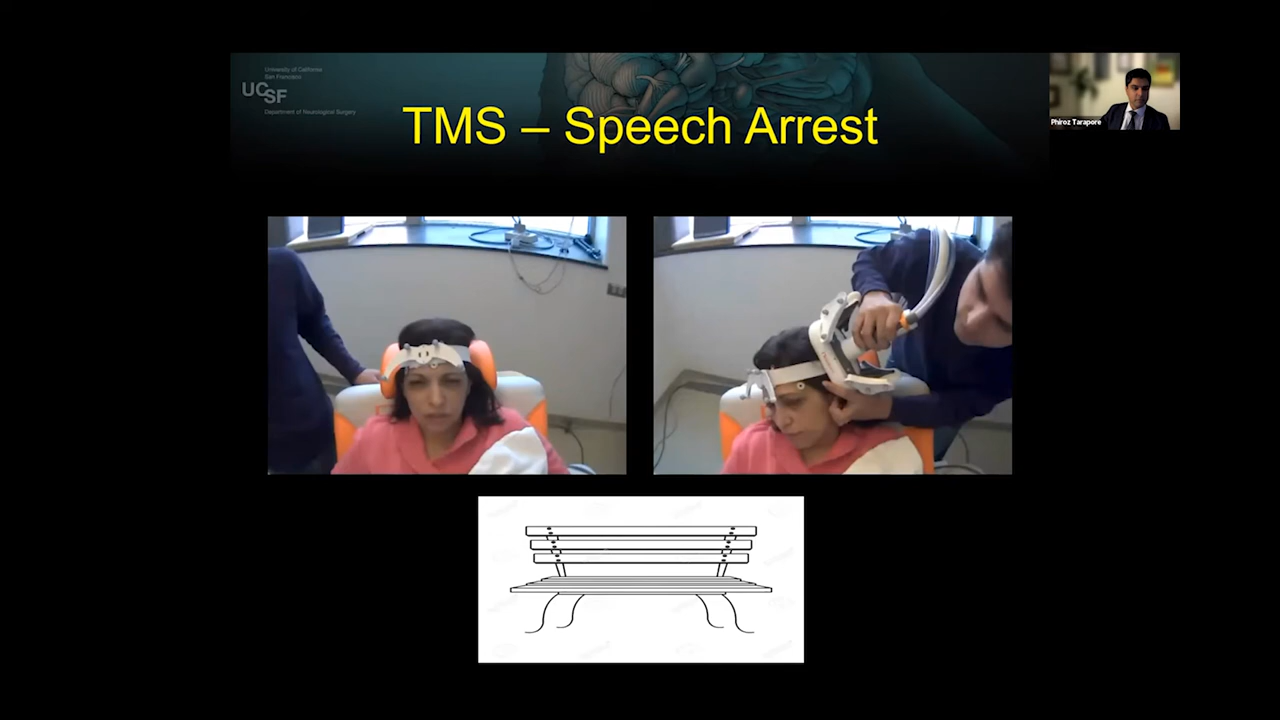 University of California
San Francisco
UCSF
Department of Neurological Surgery
TMS – Speech Arrest
Phiroz Tarapore